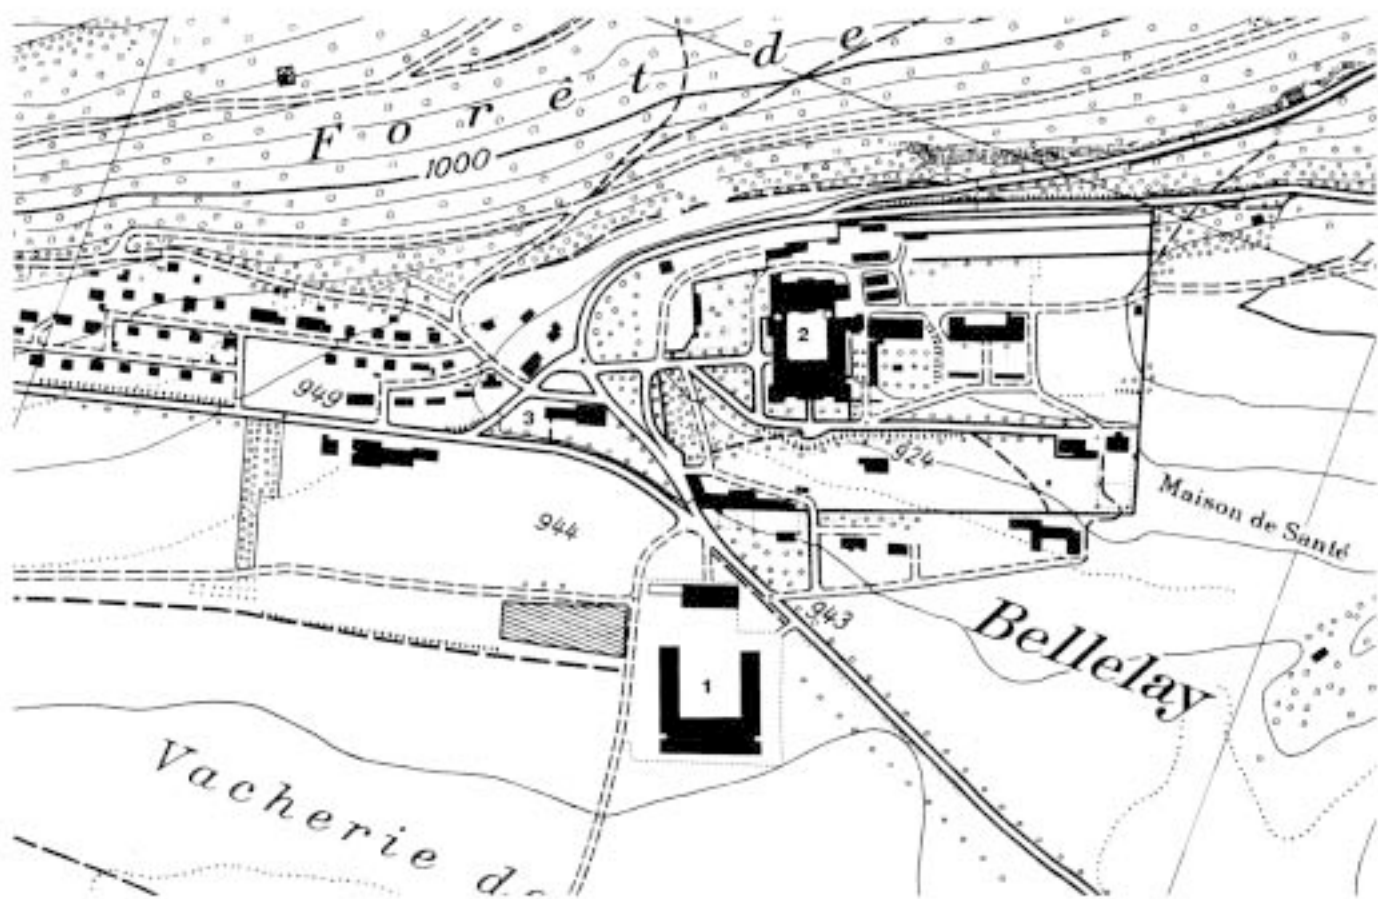 Forêt de
1000
2
949
3
924
Maison de Santé
944
943
Bellelay
1
Vacherie de